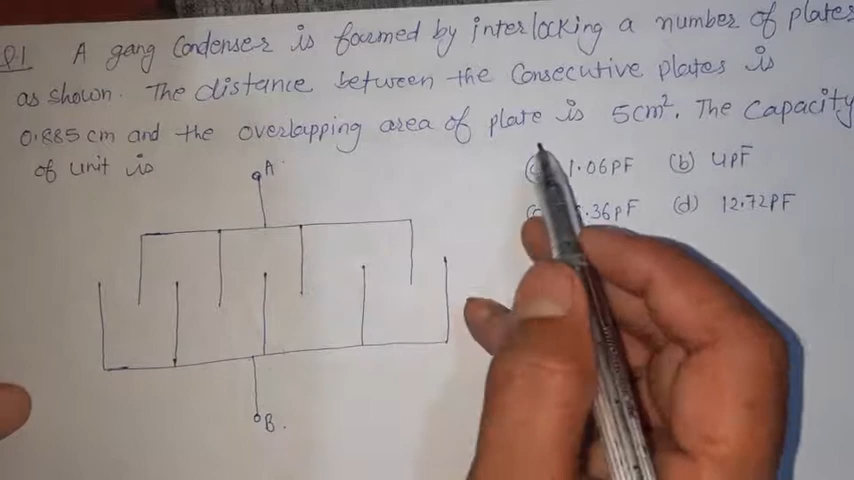 Q1 A gang Condenser is formed by interlocking a number of plates
as shown. The distance between the Consecutive plates is
0.885 cm and the overlapping area of plate is 5cm². The Capacity
of unit is
1.06PF (b) 4PF
.36PF (d) 12.72PF
A
B.